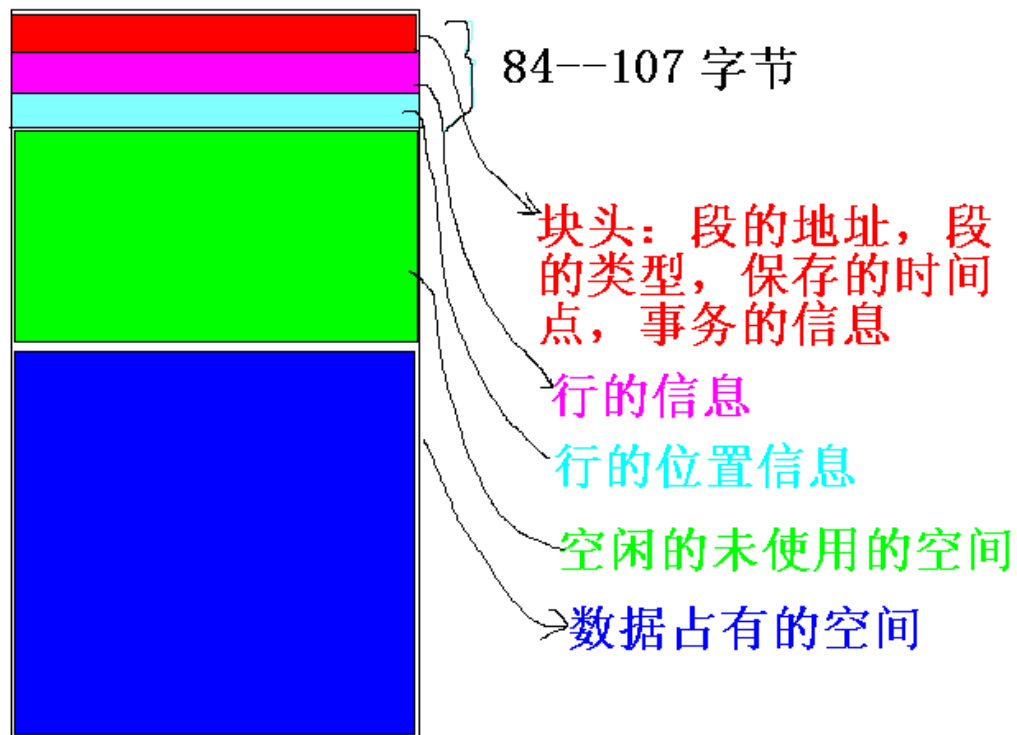 84--107 字节
块头：段的地址，段
的类型，保存的时间
点，事务的信息
行的信息
行的位置信息
空闲的未使用的空间
数据占有的空间